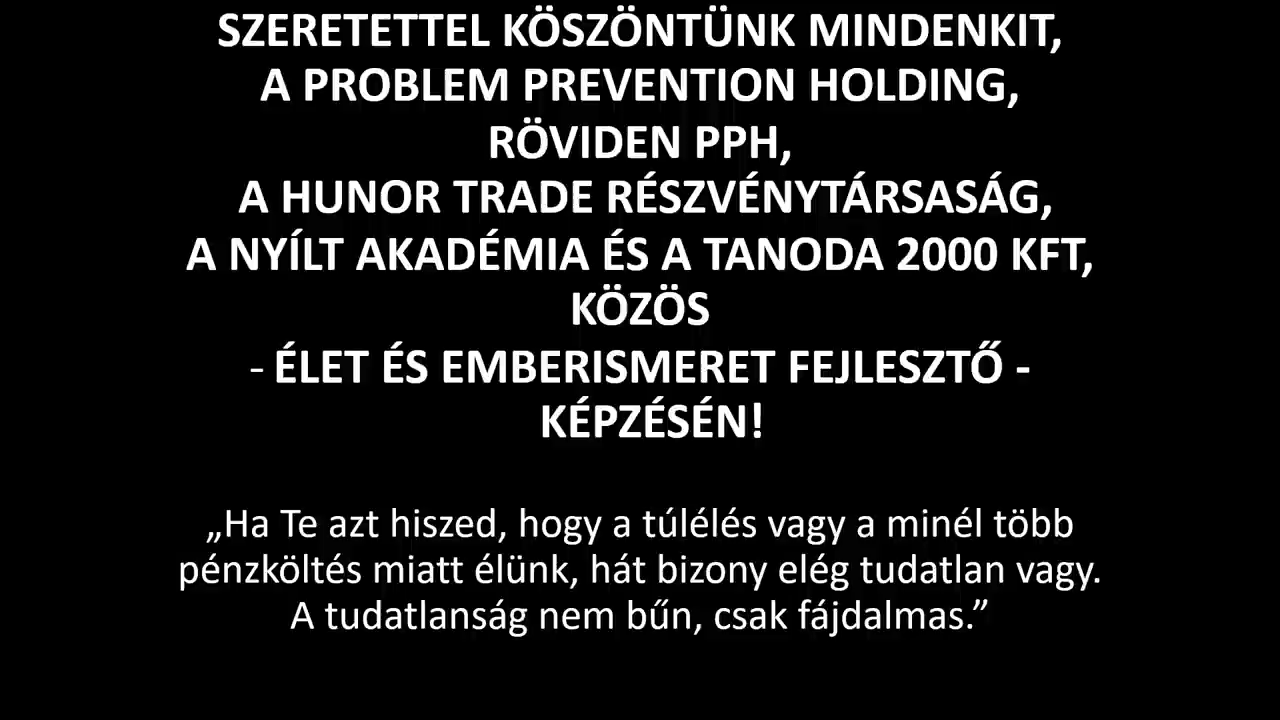 SZERETETTEL KÖSZÖNTÜNK MINDENKIT,
A PROBLEM PREVENTION HOLDING,
RÖVIDEN PPH,
A HUNOR TRADE RÉSZVÉNYTÁRSASÁG,
A NYÍLT AKADÉMIA ÉS A TANODA 2000 KFT,
KÖZÖS
- ÉLET ÉS EMBERISMERET FEJLESZTŐ -
KÉPZÉSÉN!
„Ha Te azt hiszed, hogy a túlélés vagy a minél több
pénzköltés miatt élünk, hát bizony elég tudatlan vagy.
A tudatlanság nem bűn, csak fájdalmas.”